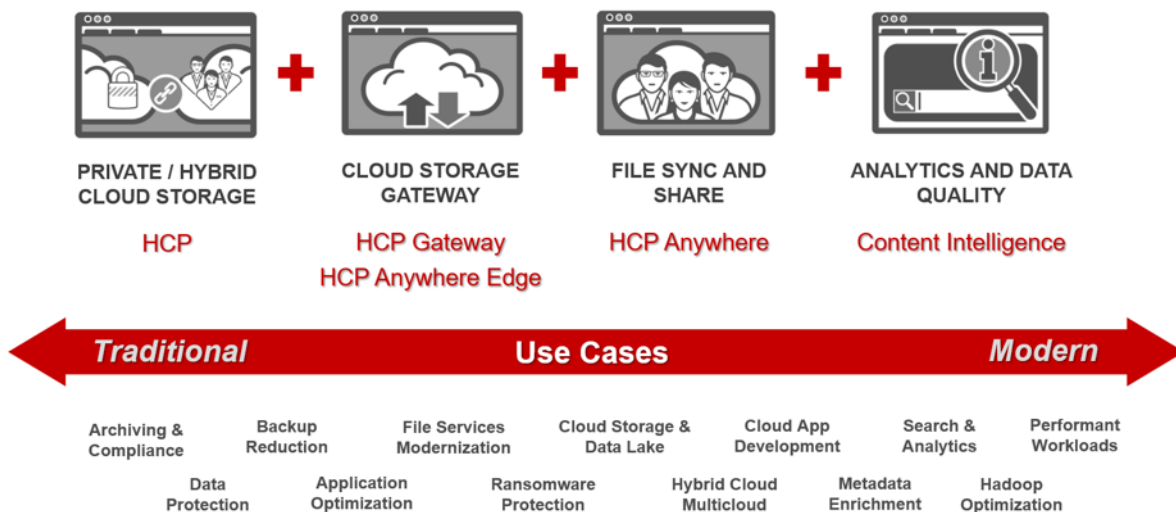 PRIVATE / HYBRID
CLOUD STORAGE
HCP
CLOUD STORAGE
GATEWAY
HCP Gateway
HCP Anywhere Edge
FILE SYNC AND
SHARE
HCP Anywhere
ANALYTICS AND DATA
QUALITY
Content Intelligence
Traditional
Use Cases
Modern
Archiving &
Compliance
Backup
Reduction
File Services
Modernization
Cloud Storage &
Data Lake
Cloud App
Development
Search &
Analytics
Performant
Workloads
Data
Protection
Application
Optimization
Ransomware
Protection
Hybrid Cloud
Multicloud
Metadata
Enrichment
Hadoop
Optimization